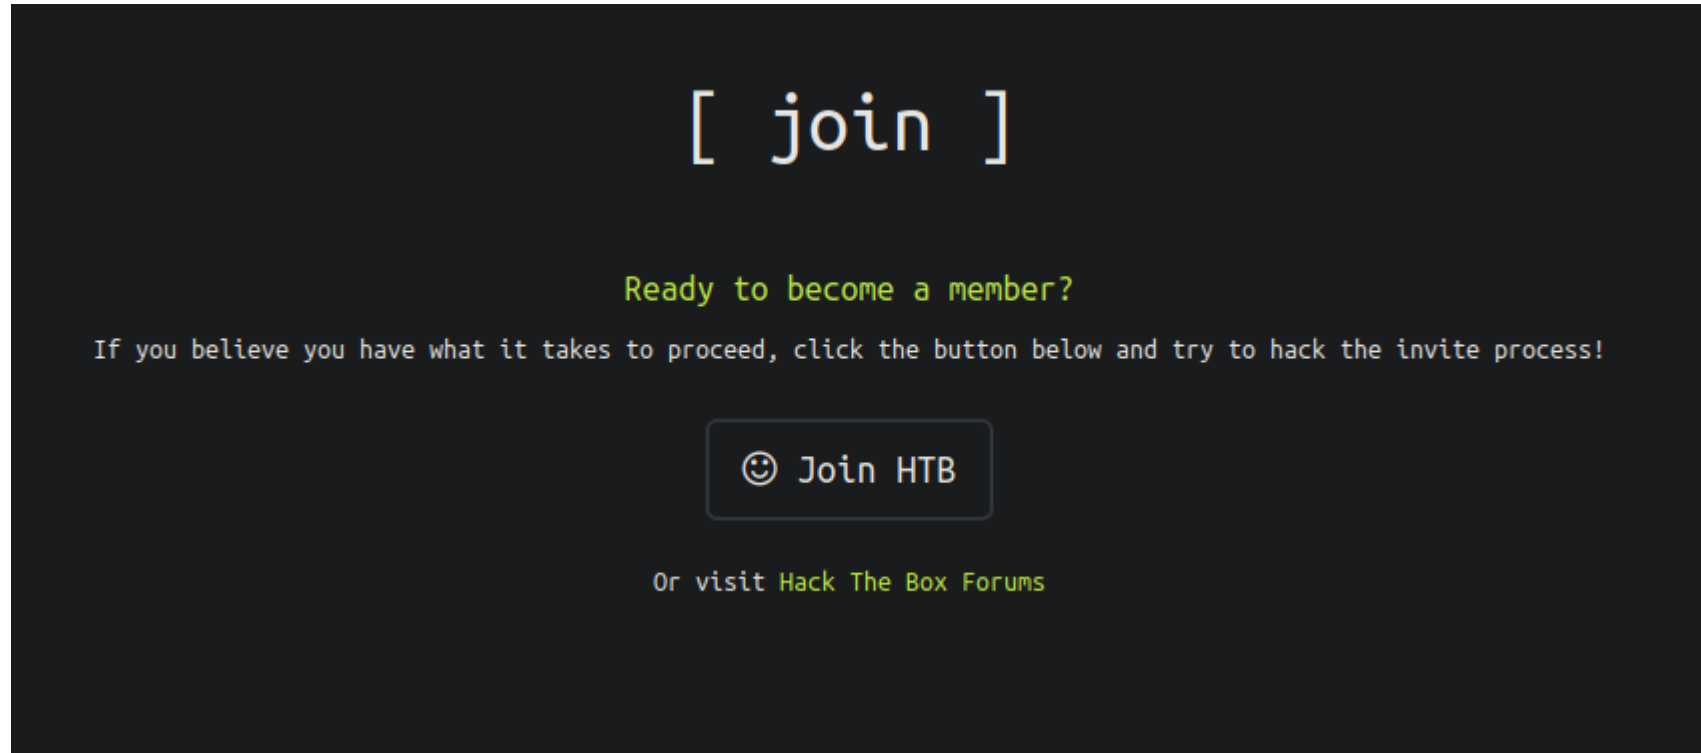 [ join ]
Ready to become a member?
If you believe you have what it takes to proceed, click the button below and try to hack the invite process!
☺ Join HTB
Or visit Hack The Box Forums